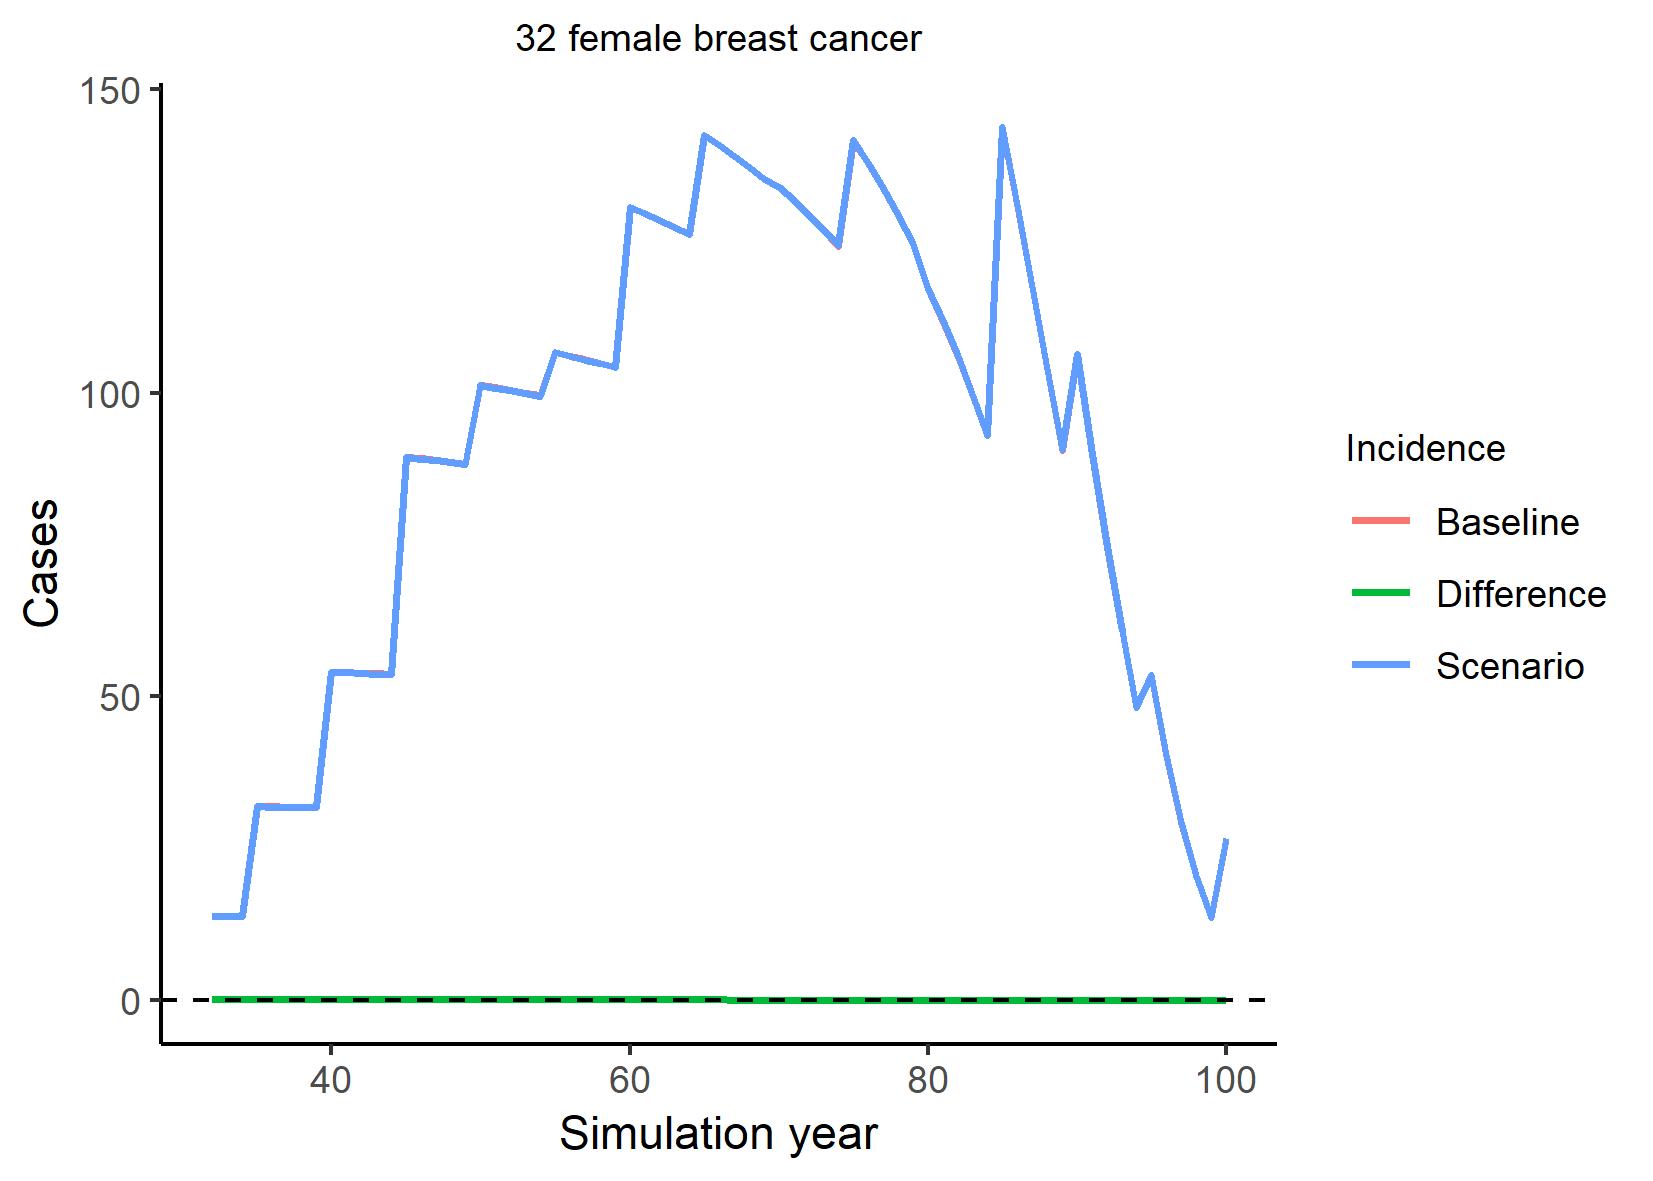 32 female breast cancer
150
100
50
0
Cases
40 60 80 100
Simulation year
Incidence
Baseline
Difference
Scenario